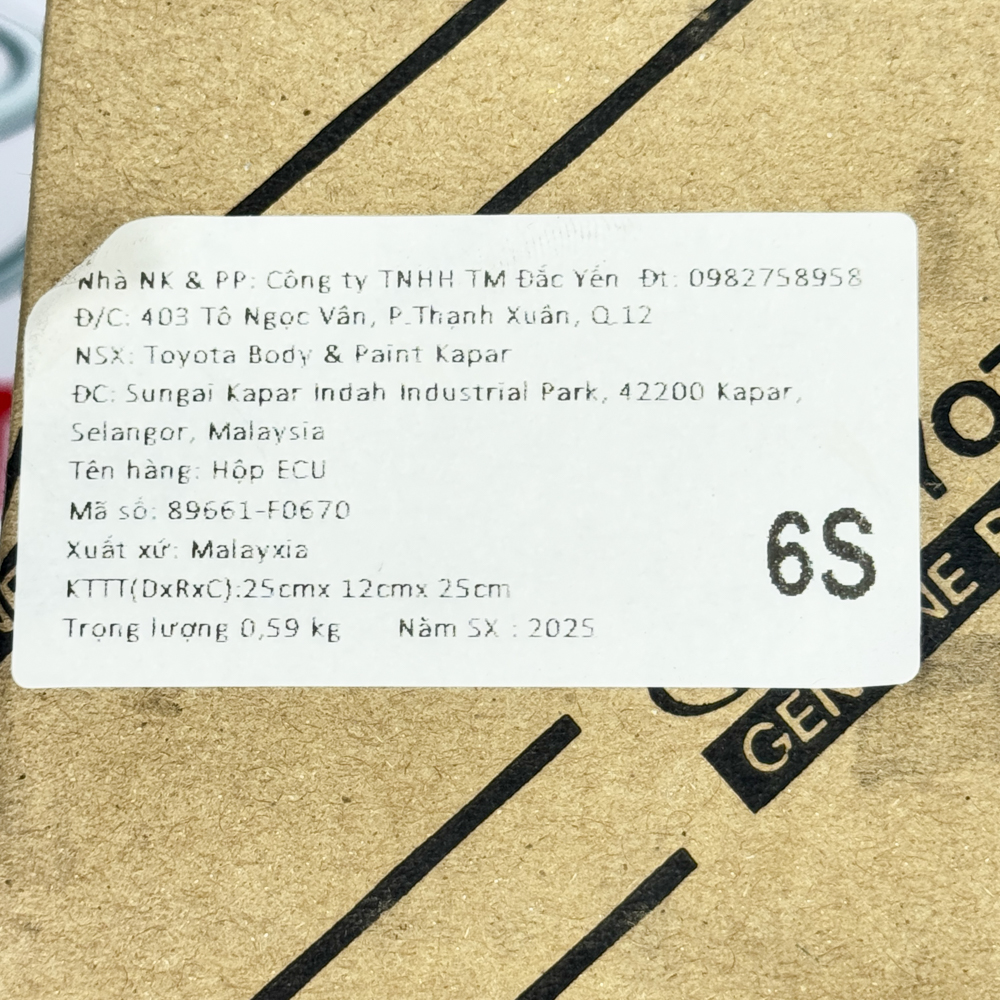 Nhà NK & PP: Công ty TNHH TM Đắc Yến Đt: 0982758958
Đ/C: 403 Tô Ngọc Vân, P.Thạnh Xuân, Q.12
NSX: Toyota Body & Paint Kapar
ĐC: Sungai Kapar Indah Industrial Park, 42200 Kapar,
Selangor, Malaysia
Tên hàng: Hộp ECU
Mã số: 89661-F0670
Xuất xứ: Malayxia
KTTT(DxRxC):25cmx 12cmx 25cm
Trọng lượng 0,59 kg Năm SX : 2025
6S